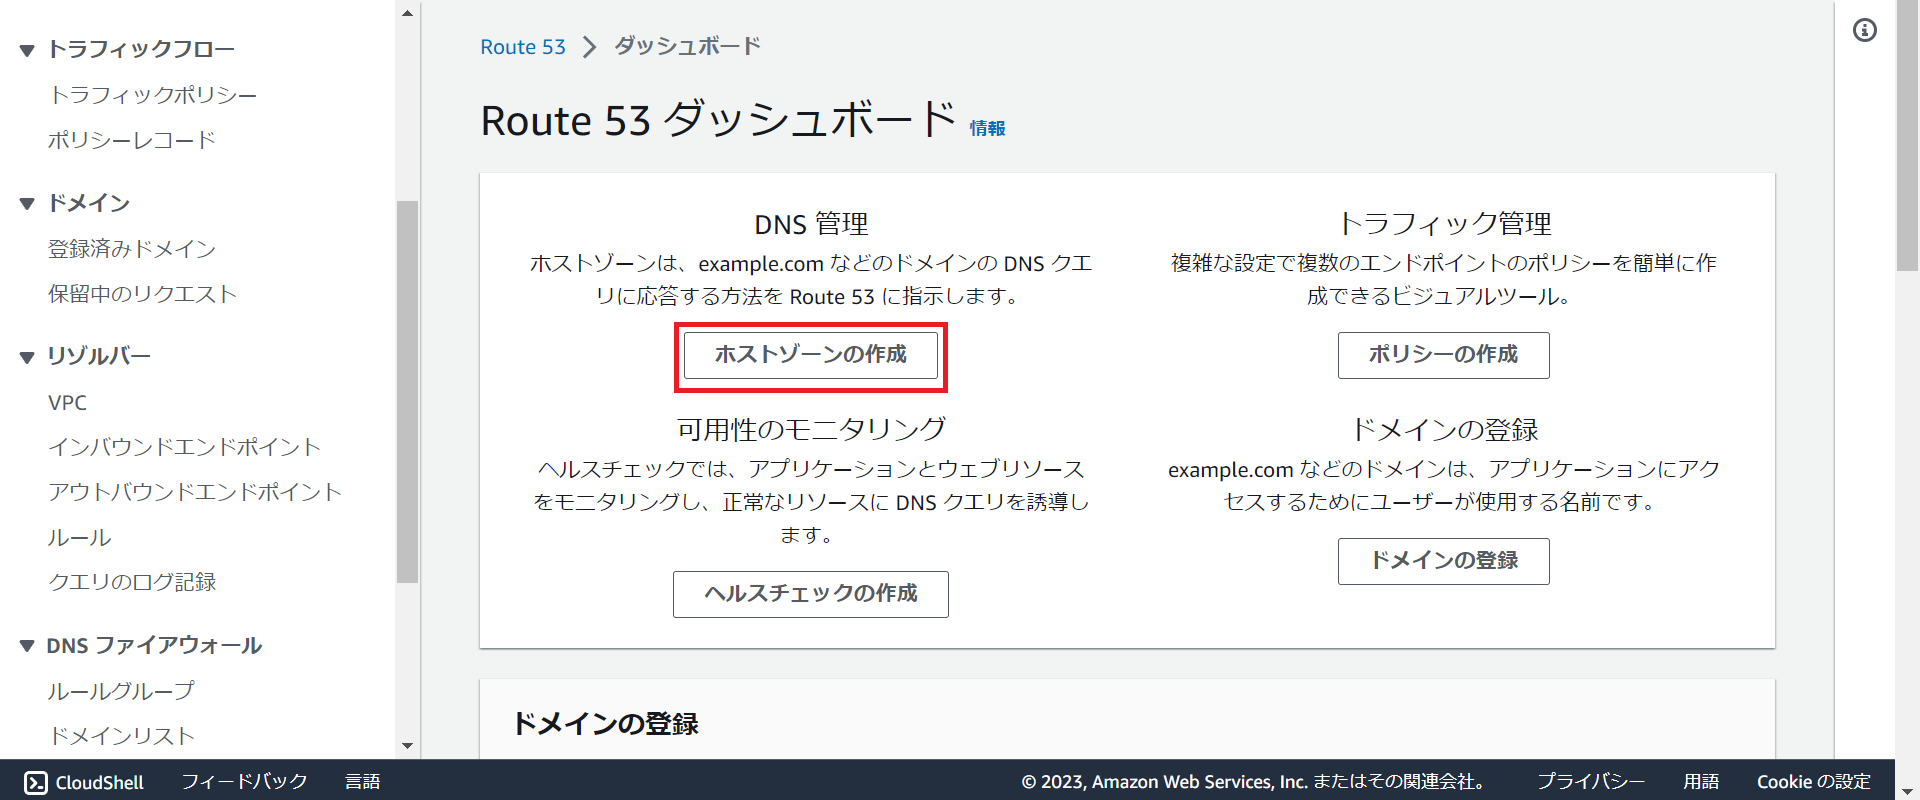 トラフィックフロー
トラフィックポリシー
ポリシーレコード
ドメイン
登録済みドメイン
保留中のリクエスト
リゾルバー
VPC
インバウンドエンドポイント
アウトバウンドエンドポイント
ルール
クエリのログ記録
DNS ファイアウォール
ルールグループ
ドメインリスト
Route 53 > ダッシュボード
Route 53 ダッシュボード 情報
DNS 管理
ホストゾーンは、example.com などのドメインの DNS クエ
リに応答する方法を Route 53 に指示します。
ホストゾーンの作成
トラフィック管理
複雑な設定で複数のエンドポイントのポリシーを簡単に作
成できるビジュアルツール。
ポリシーの作成
可用性のモニタリング
ヘルスチェックでは、アプリケーションとウェブリソース
をモニタリングし、正常なリソースに DNS クエリを誘導し
ます。
ヘルスチェックの作成
ドメインの登録
example.com などのドメインは、アプリケーションにアク
セスするためにユーザーが使用する名前です。
ドメインの登録
ドメインの登録
CloudShell フィードバック 言語 © 2023, Amazon Web Services, Inc. またはその関連会社。 プライバシー 用語 Cookie の設定